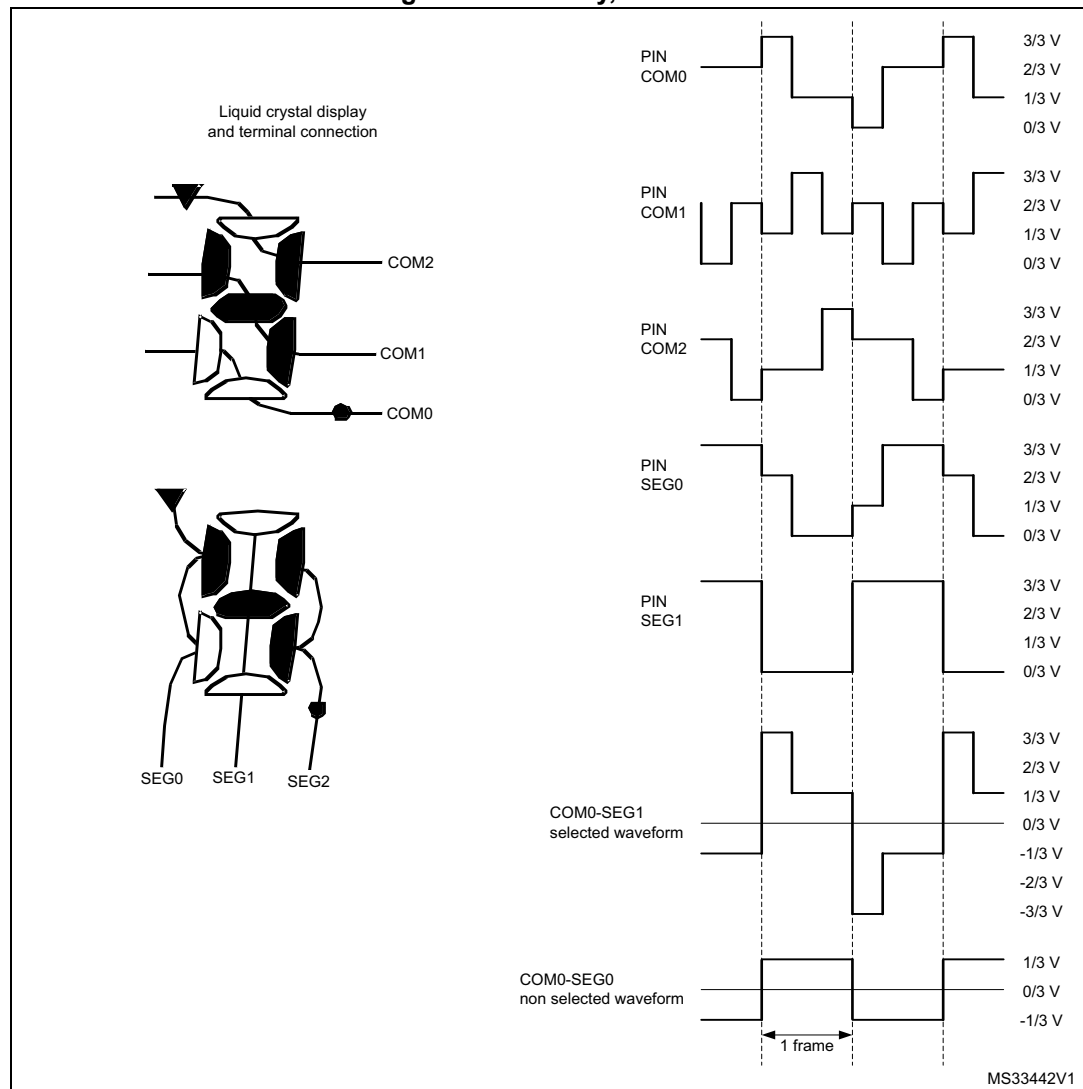 Liquid crystal display
and terminal connection
COM2
COM1
COM0
SEG0 SEG1 SEG2
PIN
COM0
3/3 V
2/3 V
1/3 V
0/3 V
PIN
COM1
3/3 V
2/3 V
1/3 V
0/3 V
PIN
COM2
3/3 V
2/3 V
1/3 V
0/3 V
PIN
SEG0
3/3 V
2/3 V
1/3 V
0/3 V
PIN
SEG1
3/3 V
2/3 V
1/3 V
0/3 V
COM0-SEG1
selected waveform
3/3 V
2/3 V
1/3 V
0/3 V
-1/3 V
-2/3 V
-3/3 V
COM0-SEG0
non selected waveform
1/3 V
0/3 V
-1/3 V
1 frame
MS33442V1